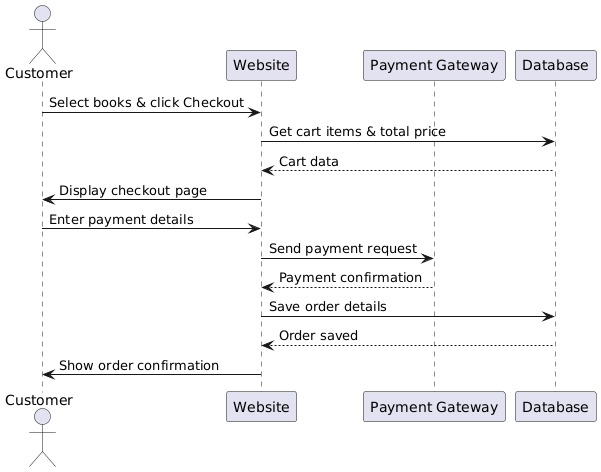 Customer
Website
Payment Gateway
Database
Select books & click Checkout
Get cart items & total price
Cart data
Display checkout page
Enter payment details
Send payment request
Payment confirmation
Save order details
Order saved
Show order confirmation
Customer
Website
Payment Gateway
Database